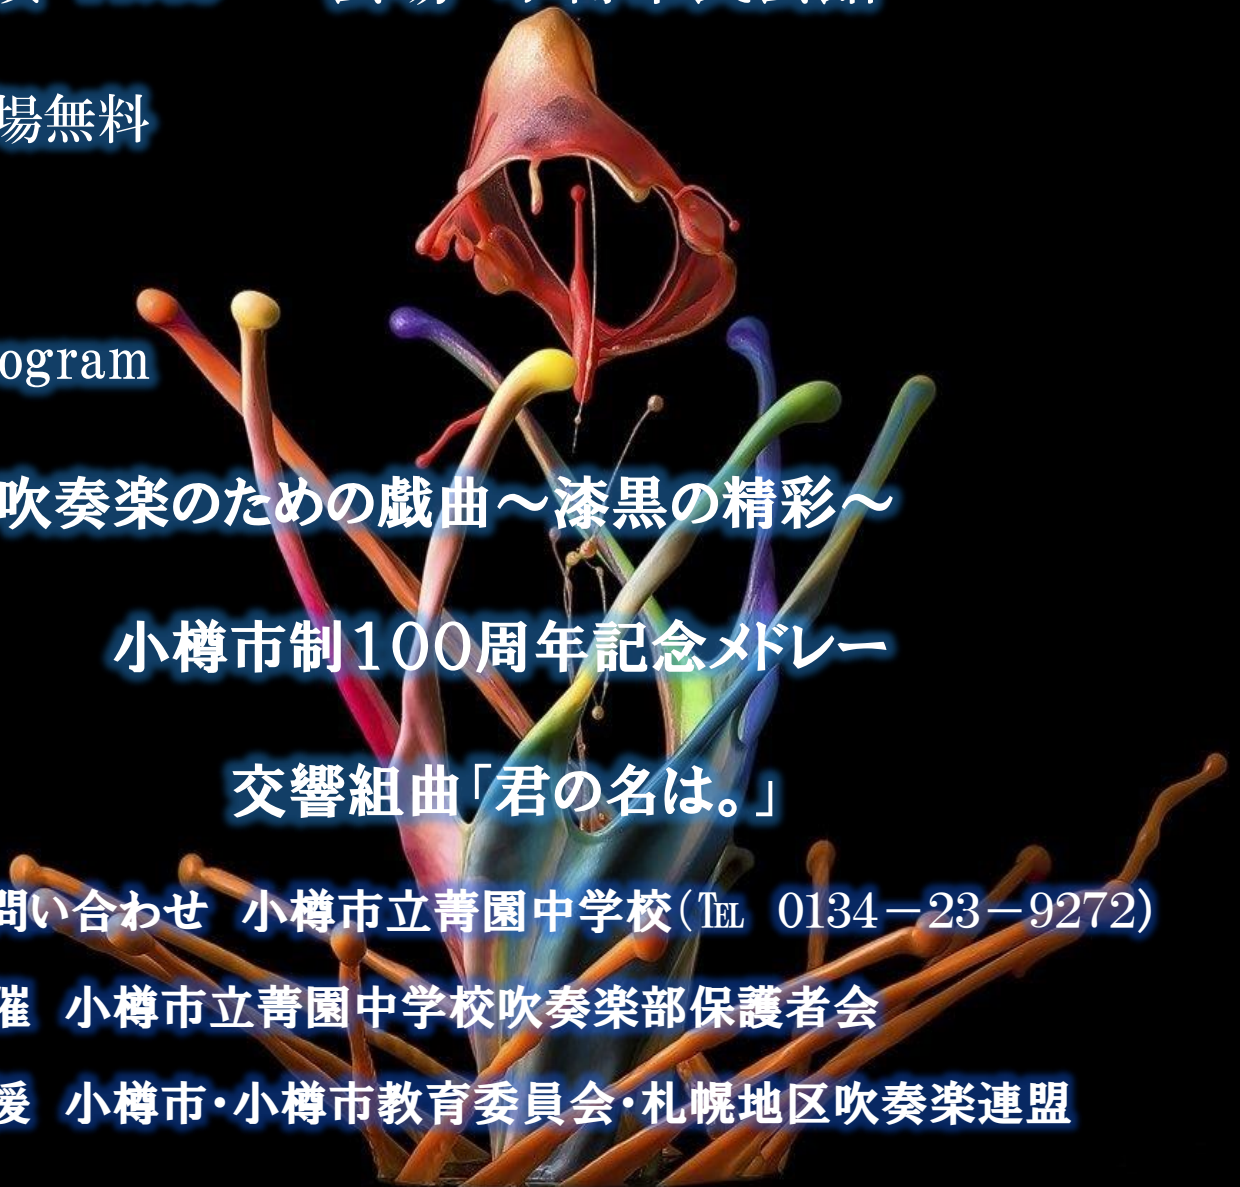 場無料
ogram
吹奏楽のための戯曲～漆黒の精彩～
小樽市制100周年記念メドレー
交響組曲「君の名は。」
問い合わせ 小樽市立菁園中学校（℡ 0134－23－9272)
催 小樽市立菁園中学校吹奏楽部保護者会
援 小樽市・小樽市教育委員会・札幌地区吹奏楽連盟